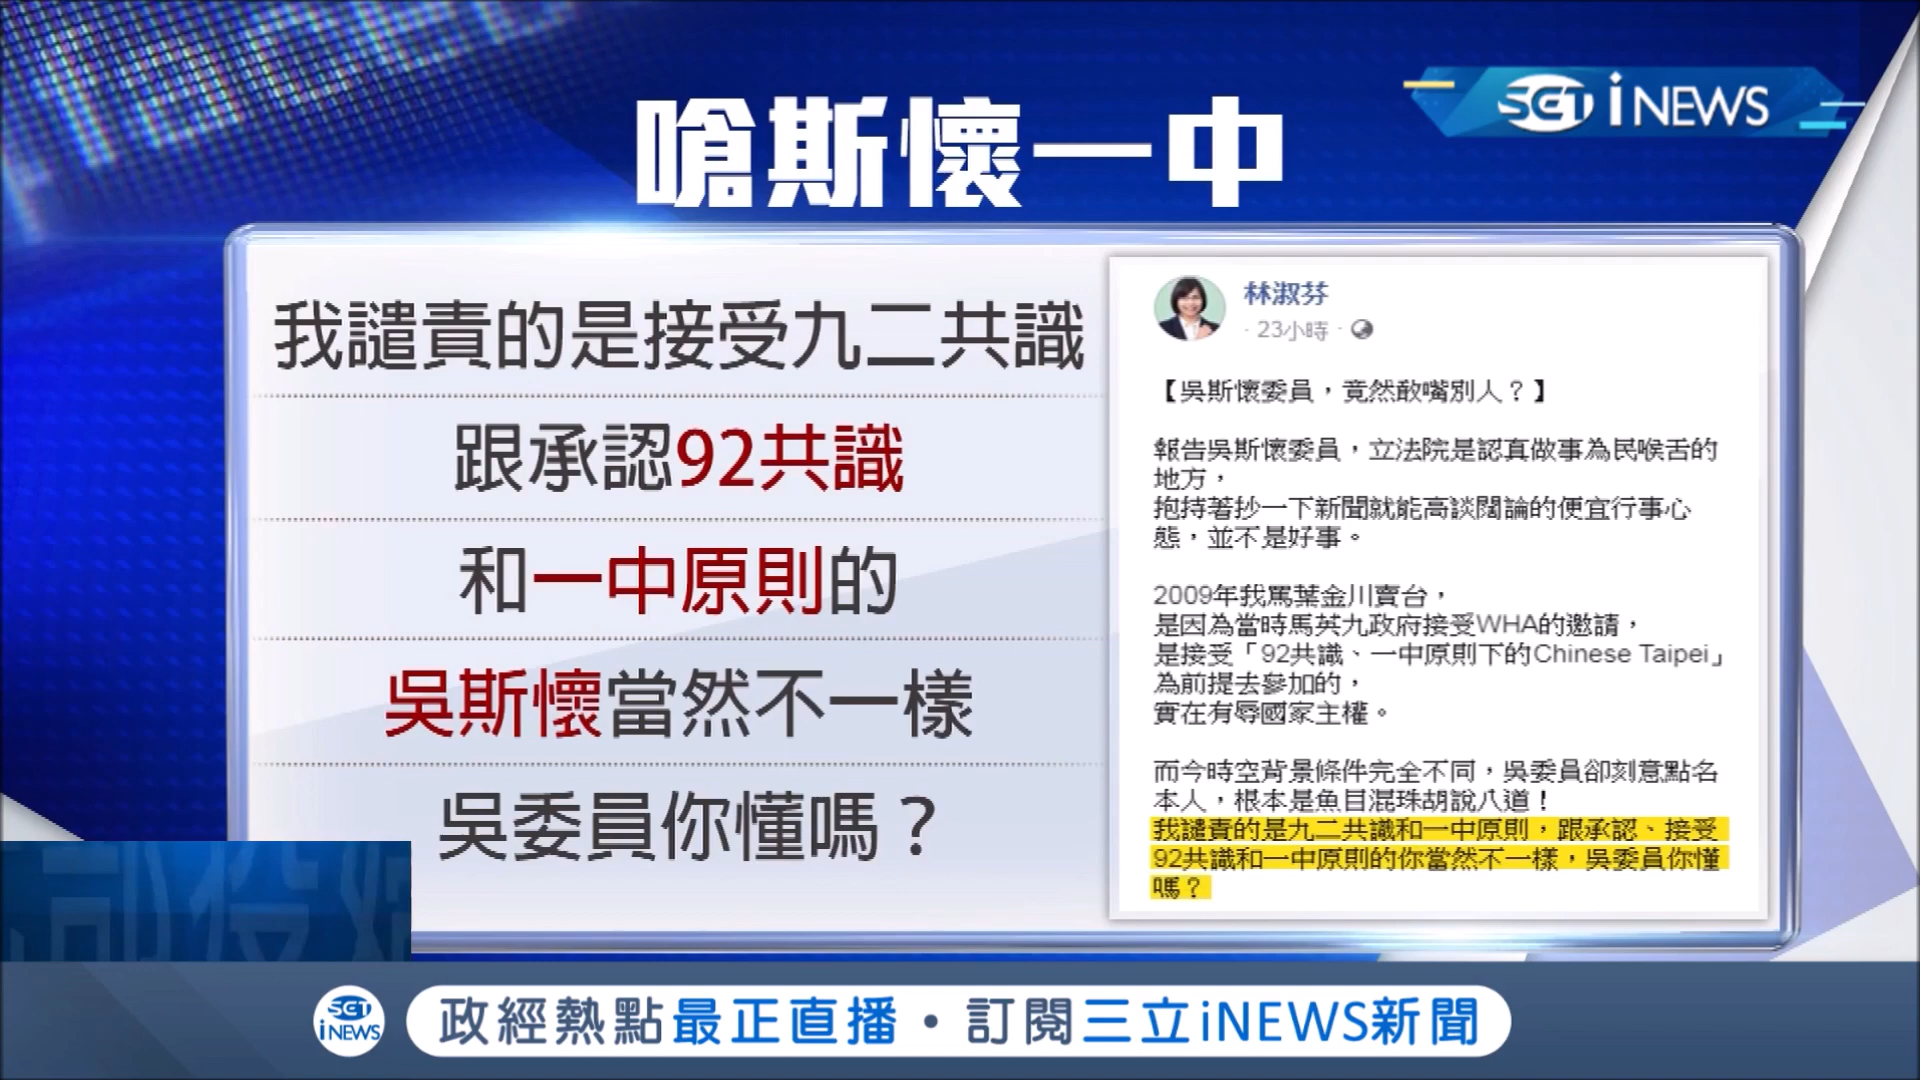 嗆斯懷一中
SET iNEWS
我譴責的是接受九二共識
跟承認92共識
和一中原則的
吳斯懷當然不一樣
吳委員你懂嗎？
林淑芬
· 23小時 ·
【吳斯懷委員，竟然敢嘴別人？】
報告吳斯懷委員，立法院是認真做事為民喉舌的
地方，
抱持著抄一下新聞就能高談闊論的便宜行事心
態，並不是好事。
2009年我罵葉金川賣台，
是因為當時馬英九政府接受WHA的邀請，
是接受「92共識、一中原則下的Chinese Taipei」
為前提去參加的，
實在有辱國家主權。
而今時空背景條件完全不同，吳委員卻刻意點名
本人，根本是魚目混珠胡說八道！
我譴責的是九二共識和一中原則，跟承認、接受
92共識和一中原則的你當然不一樣，吳委員你懂
嗎？
SET iNEWS
政經熱點最正直播・訂閱三立iNEWS新聞